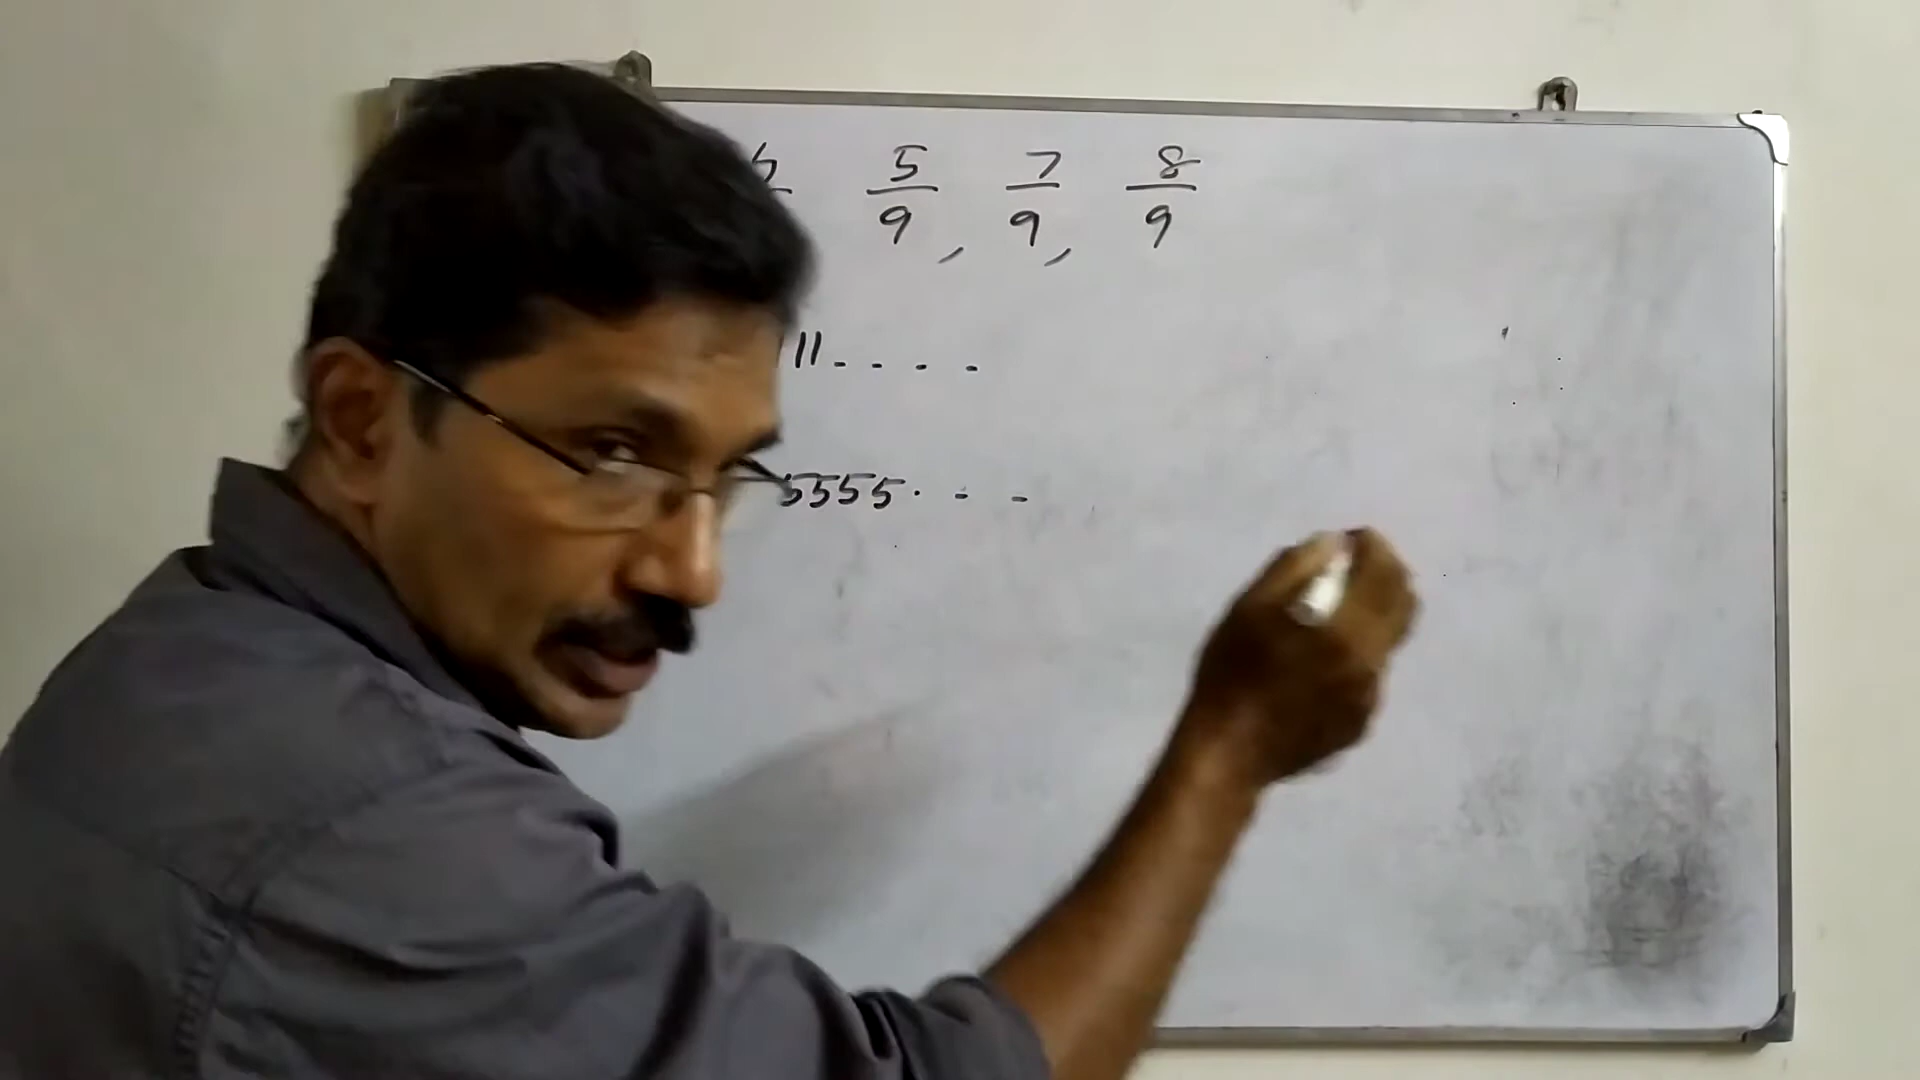 5/9, 7/9, 8/9
11. - - -
5555. - -